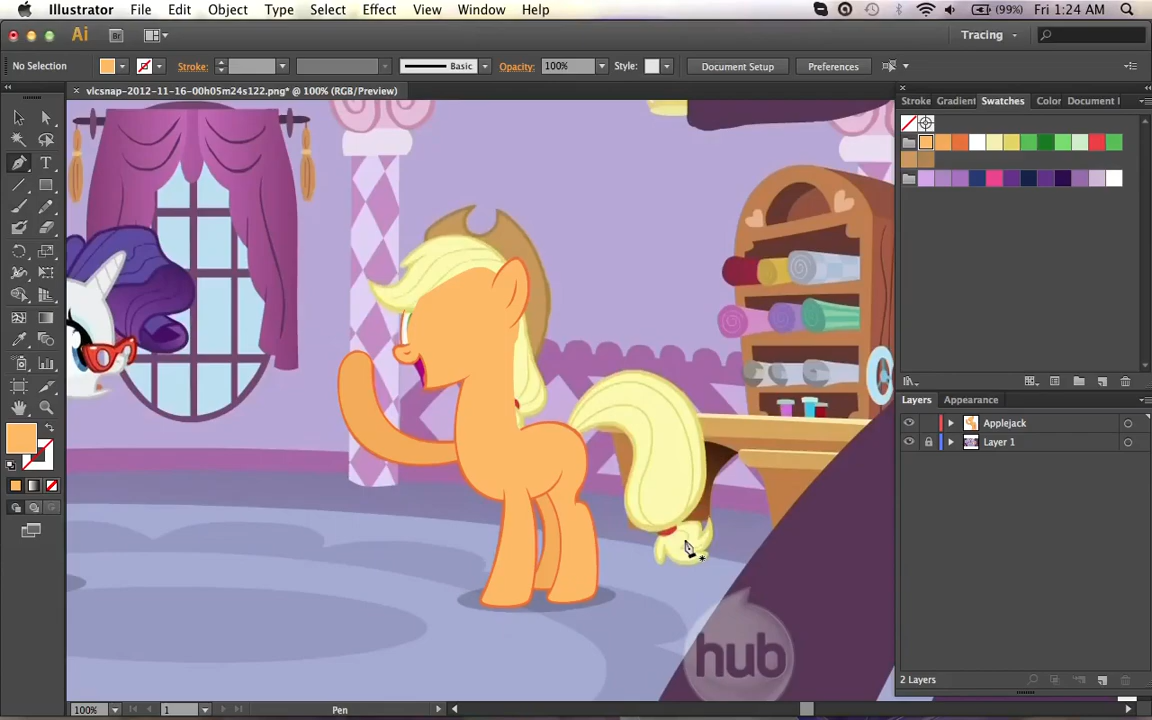 Illustrator File Edit Object Type Select Effect View Window Help (99%) Fri 1:24 AM
Ai Br Tracing
No Selection Stroke: Basic Opacity: 100% Style: Document Setup Preferences
vlcsnap-2012-11-16-00h05m24s122.png* @ 100% (RGB/Preview)
Stroke Gradient Swatches Color Document I
T
Layers Appearance
Applejack
Layer 1
hub
2 Layers
100% 1 Pen